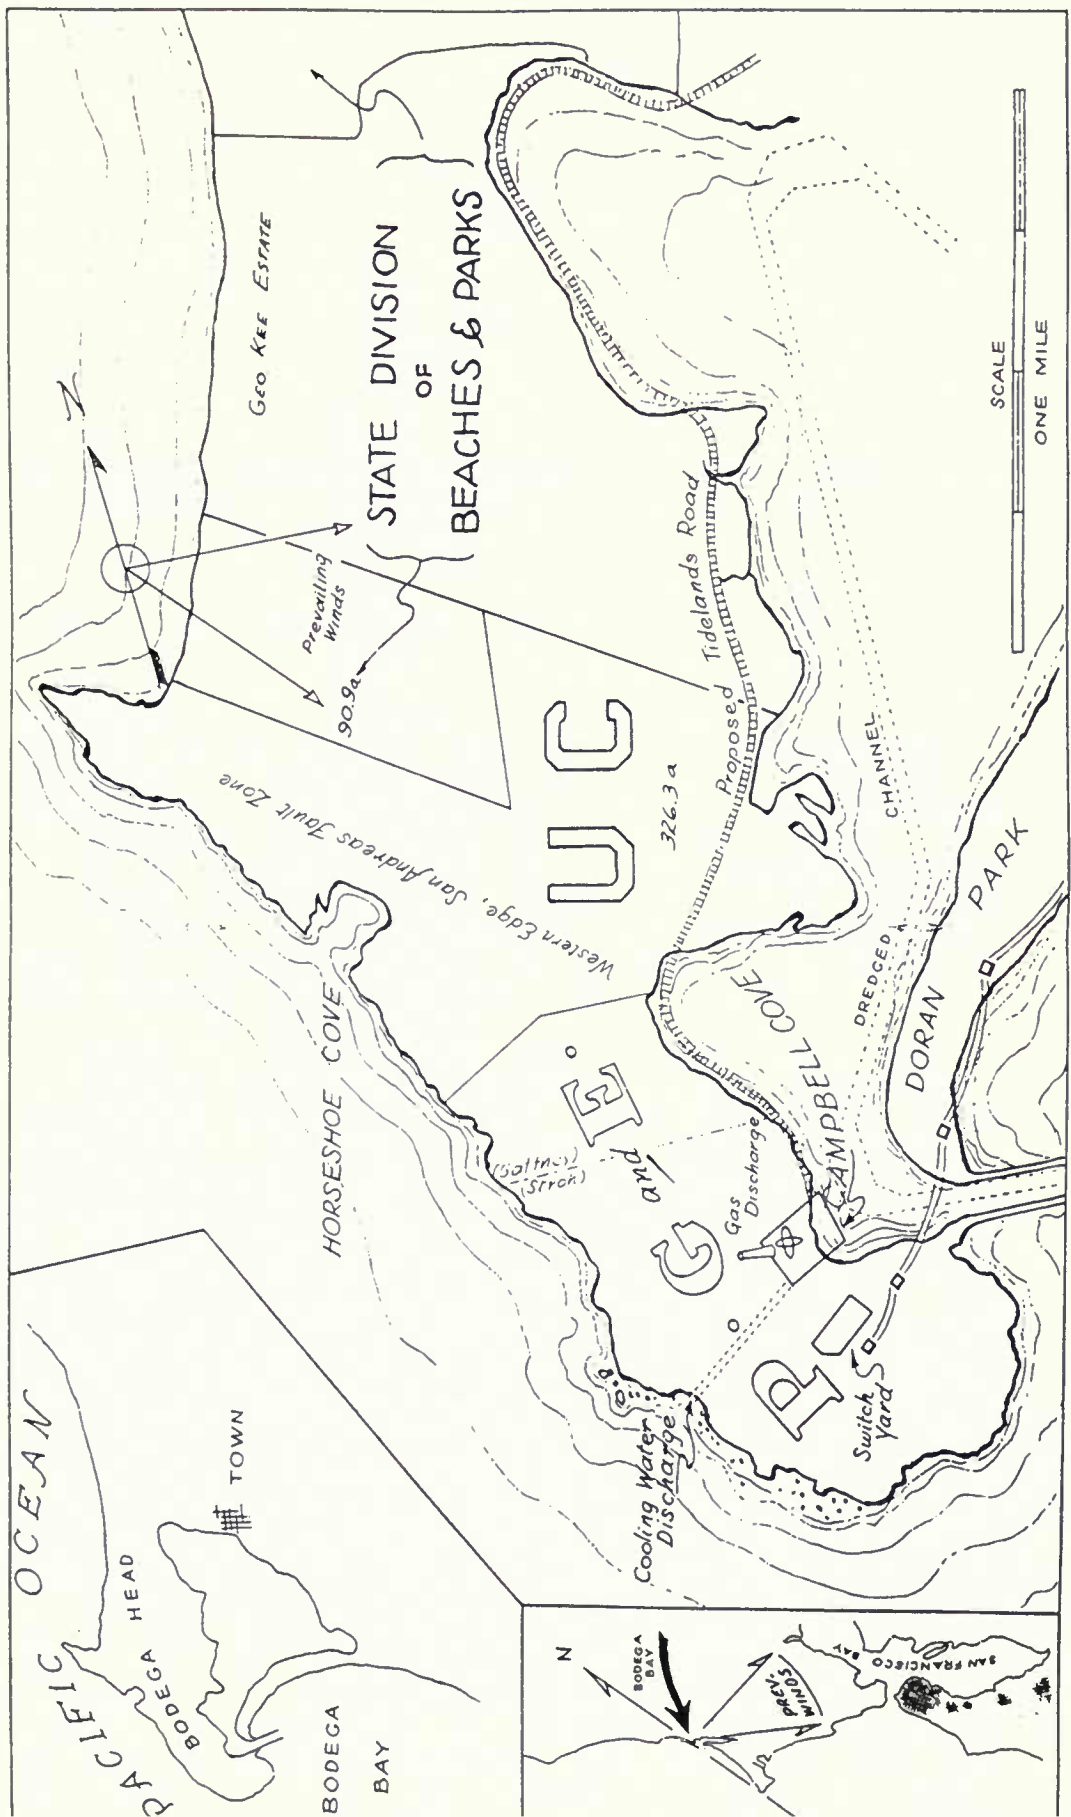 N
GEO KEE ESTATE
STATE DIVISION
OF
BEACHES & PARKS
Prevailing
Winds
90.9a
Western Edge, San Andreas Fault Zone
U C
326.3 a
Proposed Tidelands Road
HORSESHOE COVE
P G and E
Gas
Discharge
CAMPBELL COVE
DREDGED CHANNEL
DORAN PARK
Switch
Yard
Cooling Water
Discharge
SCALE
ONE MILE
PACIFIC OCEAN
BODEGA HEAD
TOWN
BODEGA
BAY
N
BODEGA
BAY
PREV.
WINDS
SAN FRANCISCO BAY